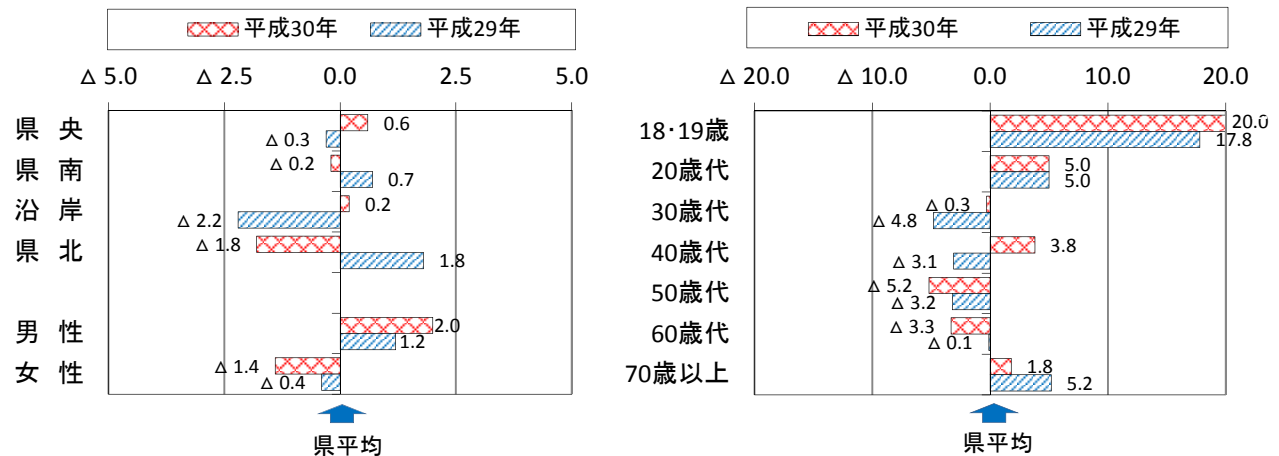 平成30年 平成29年
△ 5.0 △ 2.5 0.0 2.5 5.0
県 央 0.6
△ 0.3
県 南 △ 0.2
0.7
沿 岸 0.2
△ 2.2
県 北 △ 1.8
1.8
男 性 2.0
1.2
女 性 △ 1.4
△ 0.4
県平均
平成30年 平成29年
△ 20.0 △ 10.0 0.0 10.0 20.0
18・19歳 20.0
17.8
20歳代 5.0
5.0
30歳代 △ 0.3
△ 4.8
40歳代 3.8
△ 3.1
50歳代 △ 5.2
△ 3.2
60歳代 △ 3.3
△ 0.1
70歳以上 1.8
5.2
県平均